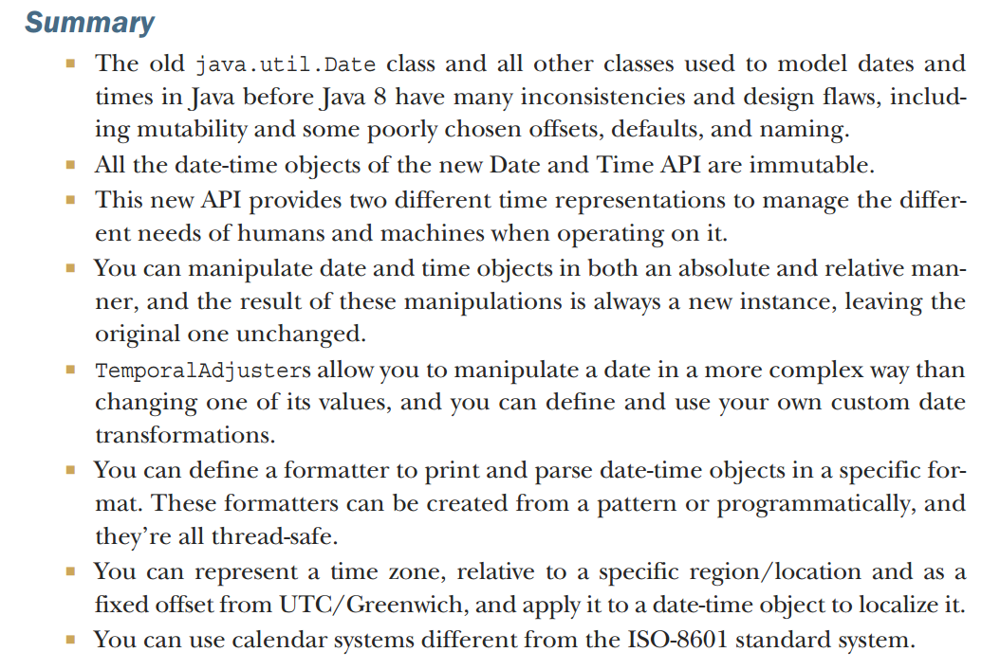 Summary
■ The old java.util.Date class and all other classes used to model dates and
times in Java before Java 8 have many inconsistencies and design flaws, includ-
ing mutability and some poorly chosen offsets, defaults, and naming.
■ All the date-time objects of the new Date and Time API are immutable.
■ This new API provides two different time representations to manage the differ-
ent needs of humans and machines when operating on it.
■ You can manipulate date and time objects in both an absolute and relative man-
ner, and the result of these manipulations is always a new instance, leaving the
original one unchanged.
■ TemporalAdjusters allow you to manipulate a date in a more complex way than
changing one of its values, and you can define and use your own custom date
transformations.
■ You can define a formatter to print and parse date-time objects in a specific for-
mat. These formatters can be created from a pattern or programmatically, and
they’re all thread-safe.
■ You can represent a time zone, relative to a specific region/location and as a
fixed offset from UTC/Greenwich, and apply it to a date-time object to localize it.
■ You can use calendar systems different from the ISO-8601 standard system.